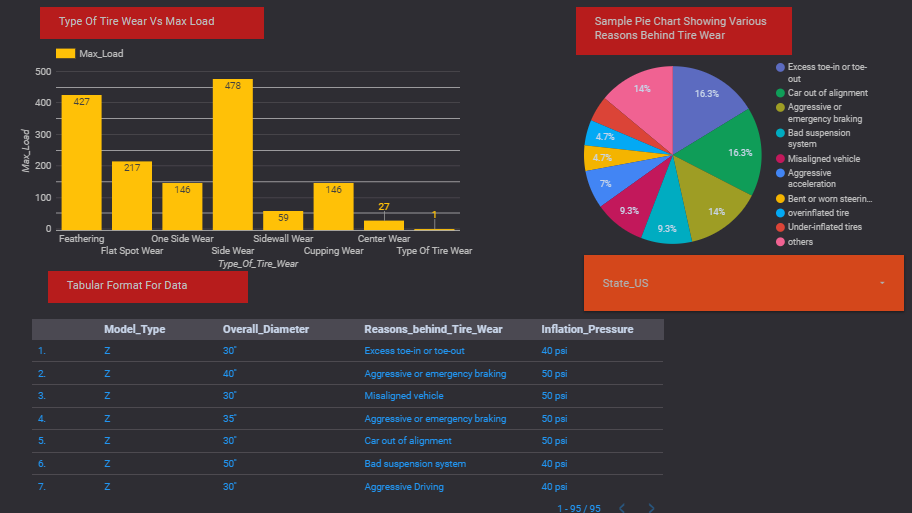 Type Of Tire Wear Vs Max Load
Max_Load
500
400
300
200
100
0
Max_Load
427
217
146
478
59
146
27
1
Feathering
Flat Spot Wear
One Side Wear
Side Wear
Sidewall Wear
Cupping Wear
Center Wear
Type Of Tire Wear
Type_Of_Tire_Wear
Sample Pie Chart Showing Various
Reasons Behind Tire Wear
16.3%
16.3%
14%
9.3%
9.3%
7%
4.7%
4.7%
14%
Excess toe-in or toe-
out
Car out of alignment
Aggressive or
emergency braking
Bad suspension
system
Misaligned vehicle
Aggressive
acceleration
Bent or worn steerin...
overinflated tire
Under-inflated tires
others
State_US
Tabular Format For Data
Model_Type Overall_Diameter Reasons_behind_Tire_Wear Inflation_Pressure
1. Z 30" Excess toe-in or toe-out 40 psi
2. Z 40" Aggressive or emergency braking 50 psi
3. Z 30" Misaligned vehicle 50 psi
4. Z 35" Aggressive or emergency braking 50 psi
5. Z 30" Car out of alignment 50 psi
6. Z 50" Bad suspension system 40 psi
7. Z 30" Aggressive Driving 40 psi
1 - 95 / 95